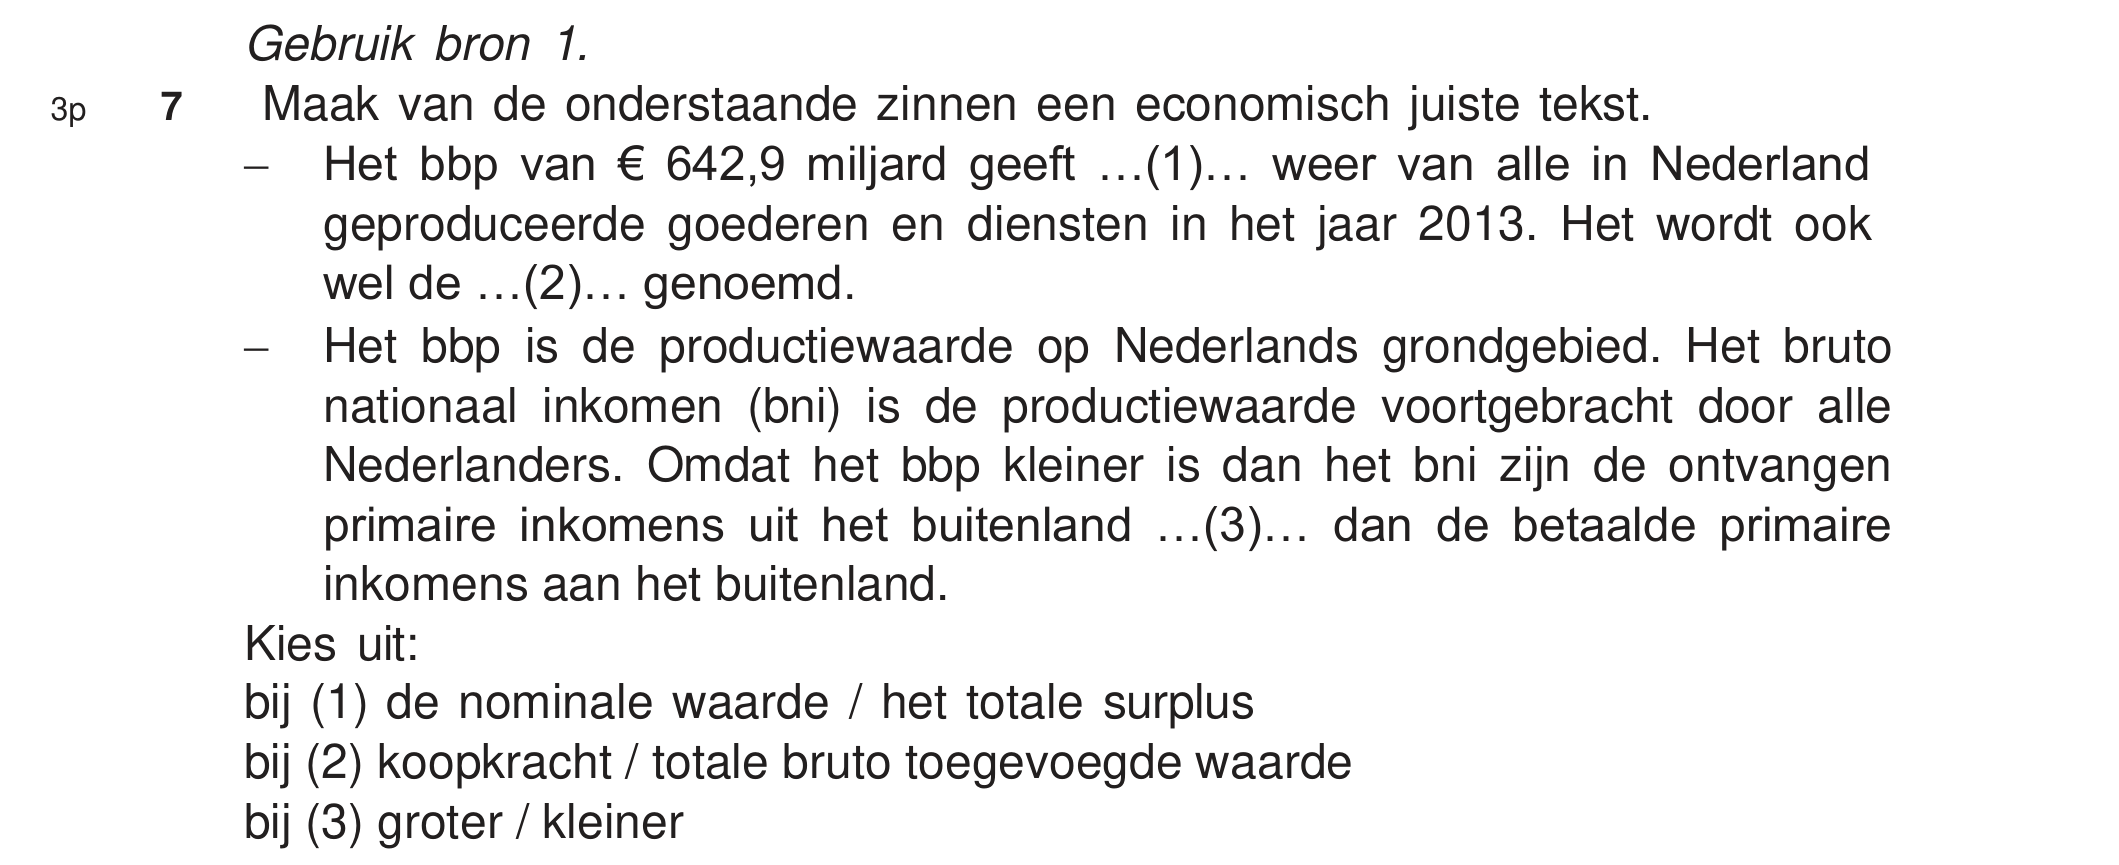 Gebruik bron 1.
3p 7 Maak van de onderstaande zinnen een economisch juiste tekst.
– Het bbp van € 642,9 miljard geeft …(1)… weer van alle in Nederland
geproduceerde goederen en diensten in het jaar 2013. Het wordt ook
wel de …(2)… genoemd.
– Het bbp is de productiewaarde op Nederlands grondgebied. Het bruto
nationaal inkomen (bni) is de productiewaarde voortgebracht door alle
Nederlanders. Omdat het bbp kleiner is dan het bni zijn de ontvangen
primaire inkomens uit het buitenland …(3)… dan de betaalde primaire
inkomens aan het buitenland.
Kies uit:
bij (1) de nominale waarde / het totale surplus
bij (2) koopkracht / totale bruto toegevoegde waarde
bij (3) groter / kleiner